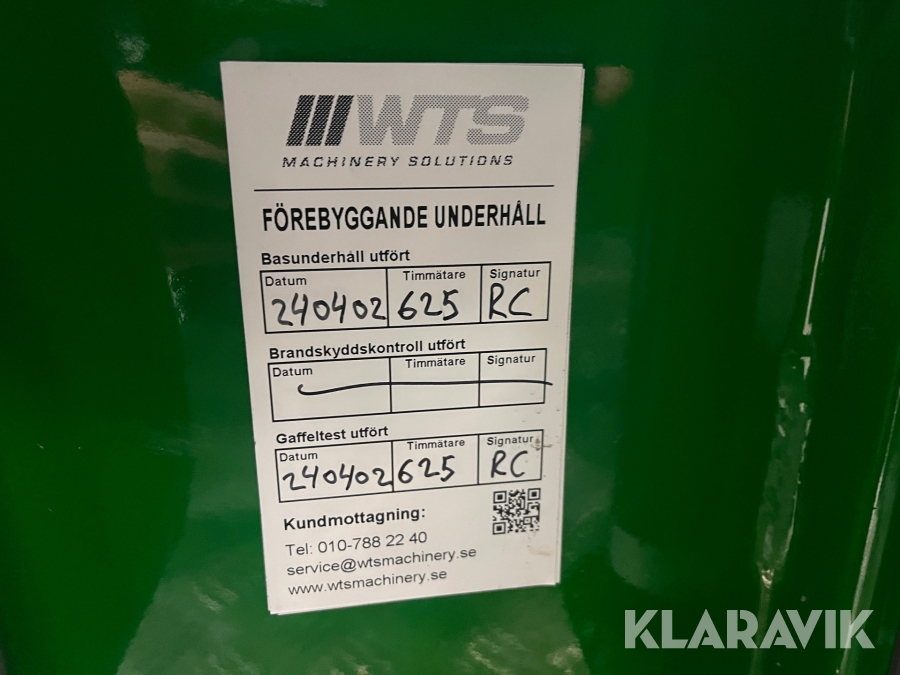 WTS
MACHINERY SOLUTIONS
FÖREBYGGANDE UNDERHÅLL
Basunderhåll utfört
Datum Timmätare Signatur
240402 625 RC
Brandskyddskontroll utfört
Datum Timmätare Signatur
Gaffeltest utfört
Datum Timmätare Signatur
240402 625 RC
Kundmottagning:
Tel: 010-788 22 40
service@wtsmachinery.se
www.wtsmachinery.se
KLARAVIK